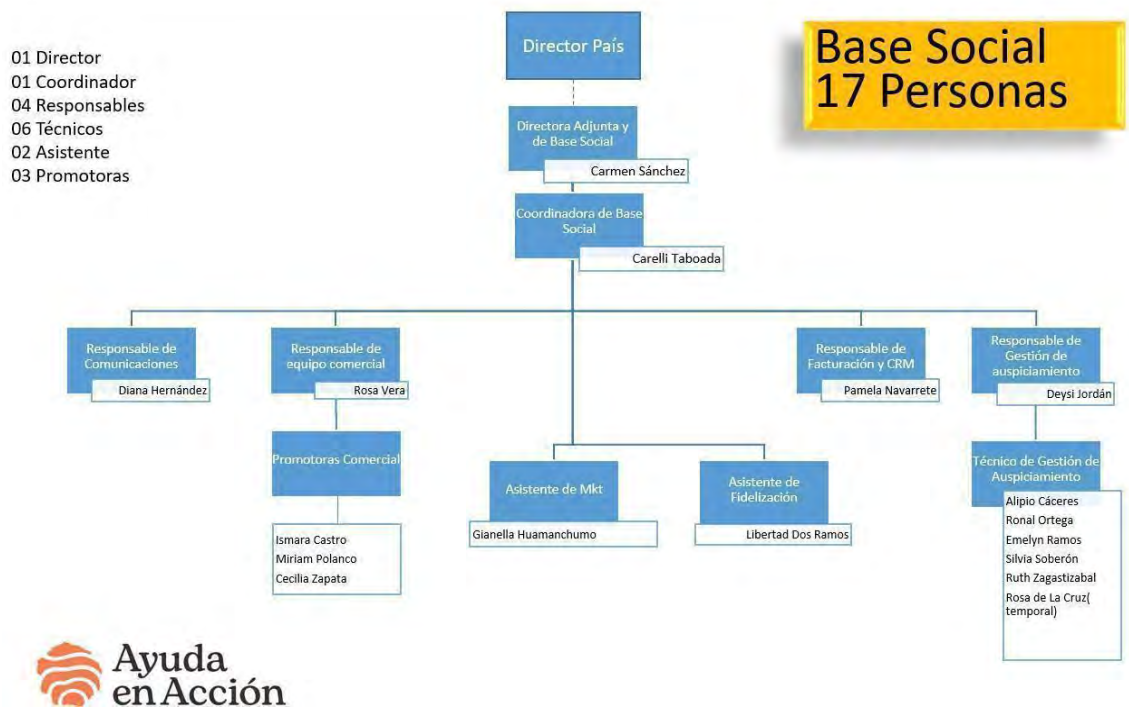 01 Director
01 Coordinador
04 Responsables
06 Técnicos
02 Asistente
03 Promotoras
Base Social
17 Personas
Director País
Directora Adjunta y
de Base Social
Carmen Sánchez
Coordinadora de Base
Social
Carelli Taboada
Responsable de
Comunicaciones
Diana Hernández
Responsable de
equipo comercial
Rosa Vera
Responsable de
Facturación y CRM
Pamela Navarrete
Responsable de
Gestión de
auspiciamiento
Deysi Jordán
Promotoras Comercial
Ismara Castro
Miriam Polanco
Cecilia Zapata
Asistente de Mkt
Gianella Huamanchumo
Asistente de
Fidelización
Libertad Dos Ramos
Técnico de Gestión de
Auspiciamiento
Alipio Cáceres
Ronal Ortega
Emelyn Ramos
Silvia Soberón
Ruth Zagastizabal
Rosa de La Cruz(
temporal)
Ayuda
en Acción